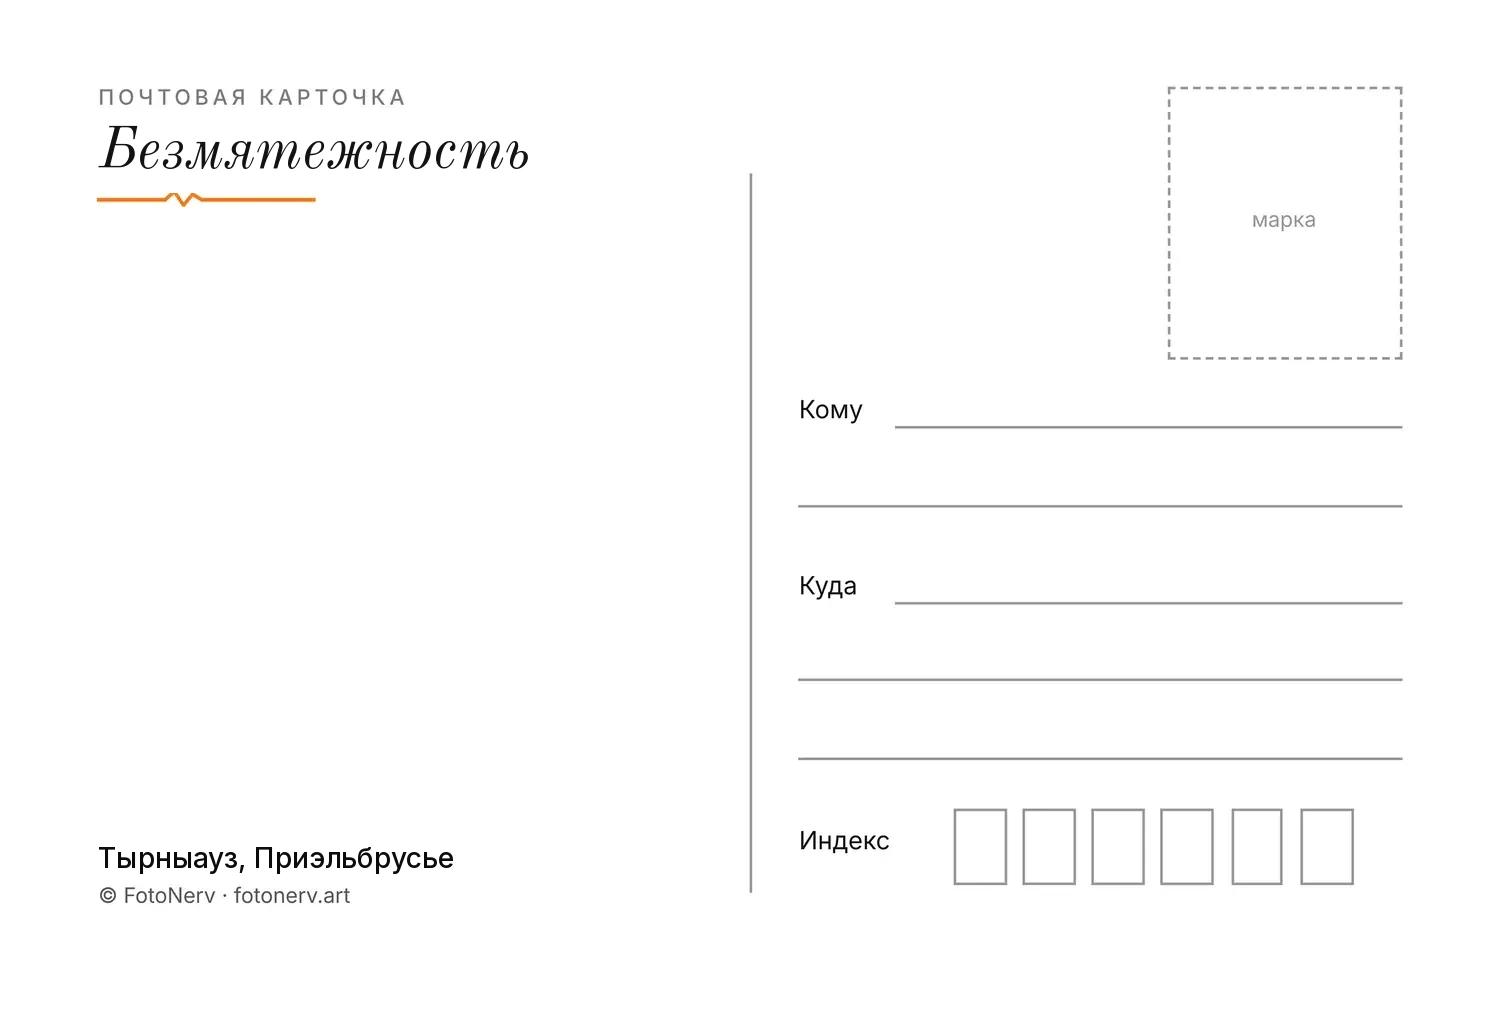 ПОЧТОВАЯ КАРТОЧКА
Безмятежность
марка
Кому
Куда
Индекс
Тырныауз, Приэльбрусье
© FotoNerv · fotonerv.art